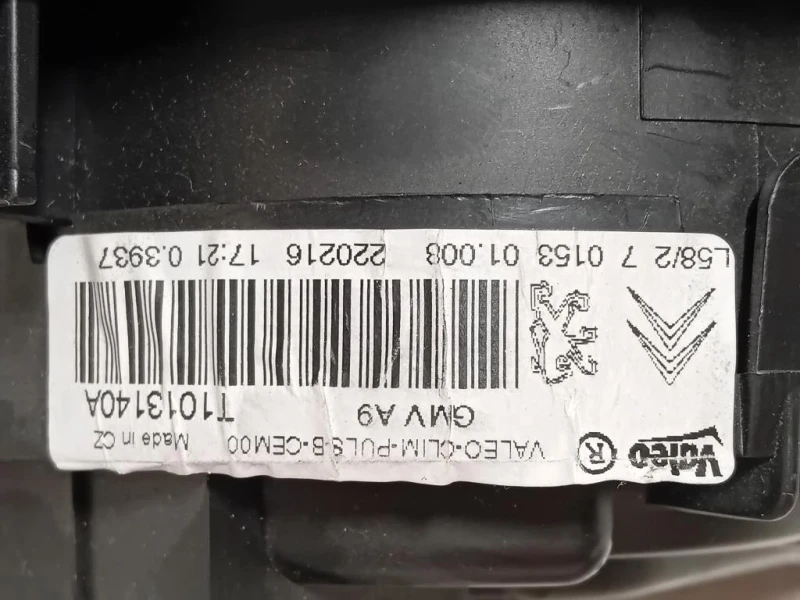 Valeo ®
VALEO-CLIM-PULS-B-CEM00 Made in CZ
GMV A9 T1013140A
L58/2 7 0153 01.008 220216 17:21 0.3937